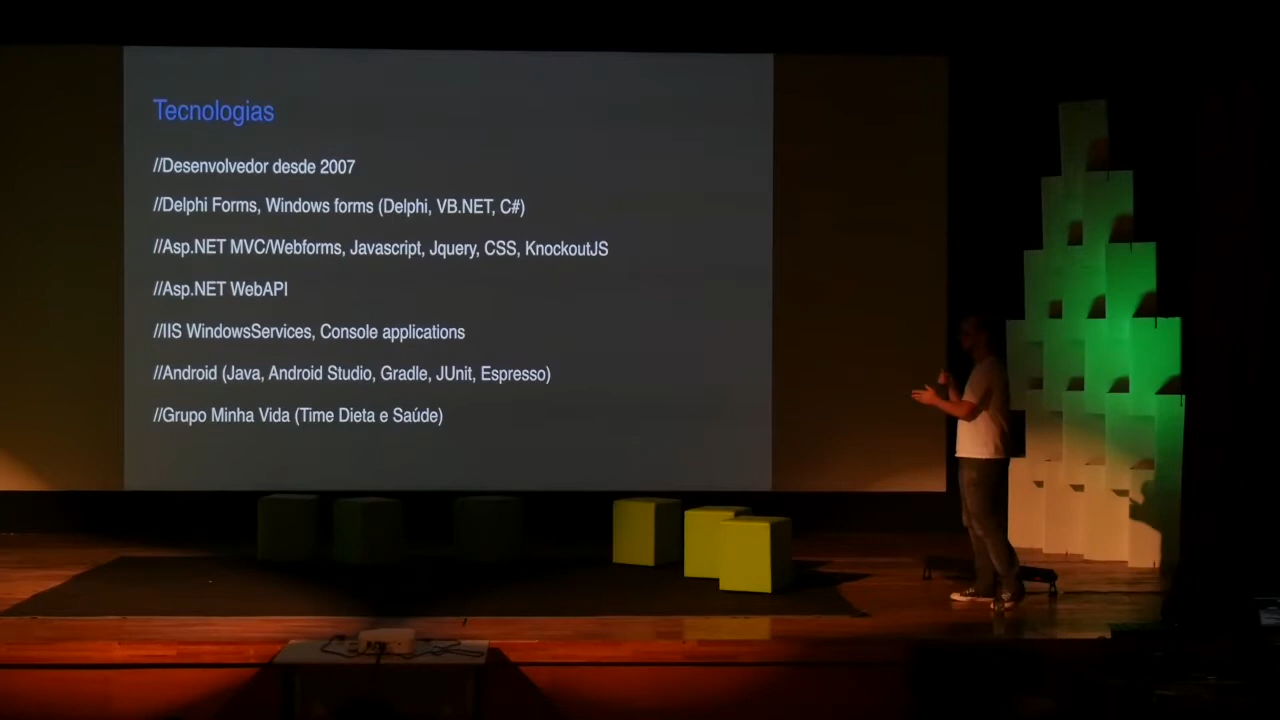 Tecnologias
//Desenvolvedor desde 2007
//Delphi Forms, Windows forms (Delphi, VB.NET, C#)
//Asp.NET MVC/Webforms, Javascript, Jquery, CSS, KnockoutJS
//Asp.NET WebAPI
//IIS WindowsServices, Console applications
//Android (Java, Android Studio, Gradle, JUnit, Espresso)
//Grupo Minha Vida (Time Dieta e Saúde)